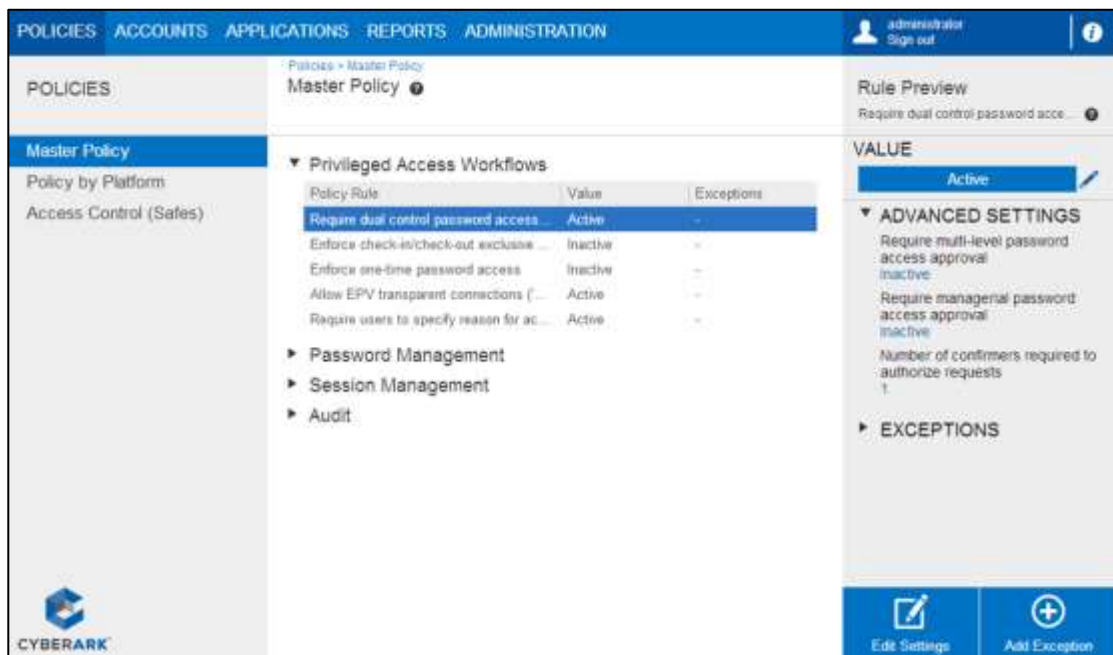 POLICIES ACCOUNTS APPLICATIONS REPORTS ADMINISTRATION
administrator
Sign out
POLICIES
Master Policy
Policy by Platform
Access Control (Safes)
CYBERARK
Policies > Master Policy
Master Policy
Privileged Access Workflows
Policy Rule Value Exceptions
Require dual control password access... Active -
Enforce check-in/check-out exclusive ... Inactive -
Enforce one-time password access Inactive -
Allow EPV transparent connections ('... Active -
Require users to specify reason for ac... Active -
Password Management
Session Management
Audit
Rule Preview
Require dual control password acce...
VALUE
Active
ADVANCED SETTINGS
Require multi-level password
access approval
Inactive
Require managerial password
access approval
Inactive
Number of confirmers required to
authorize requests
1
EXCEPTIONS
Edit Settings
Add Exception